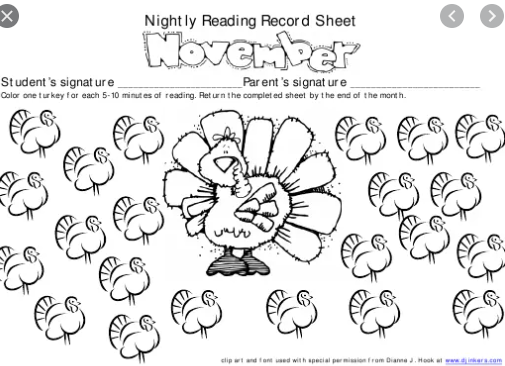 Nightly Reading Record Sheet
November
Student's signature ____________________Parent's signature ____________________
Color one turkey for each 5-10 minutes of reading. Return the completed sheet by the end of the month.
clip art and font used with special permission from Dianne J. Hook at www.djinkers.com